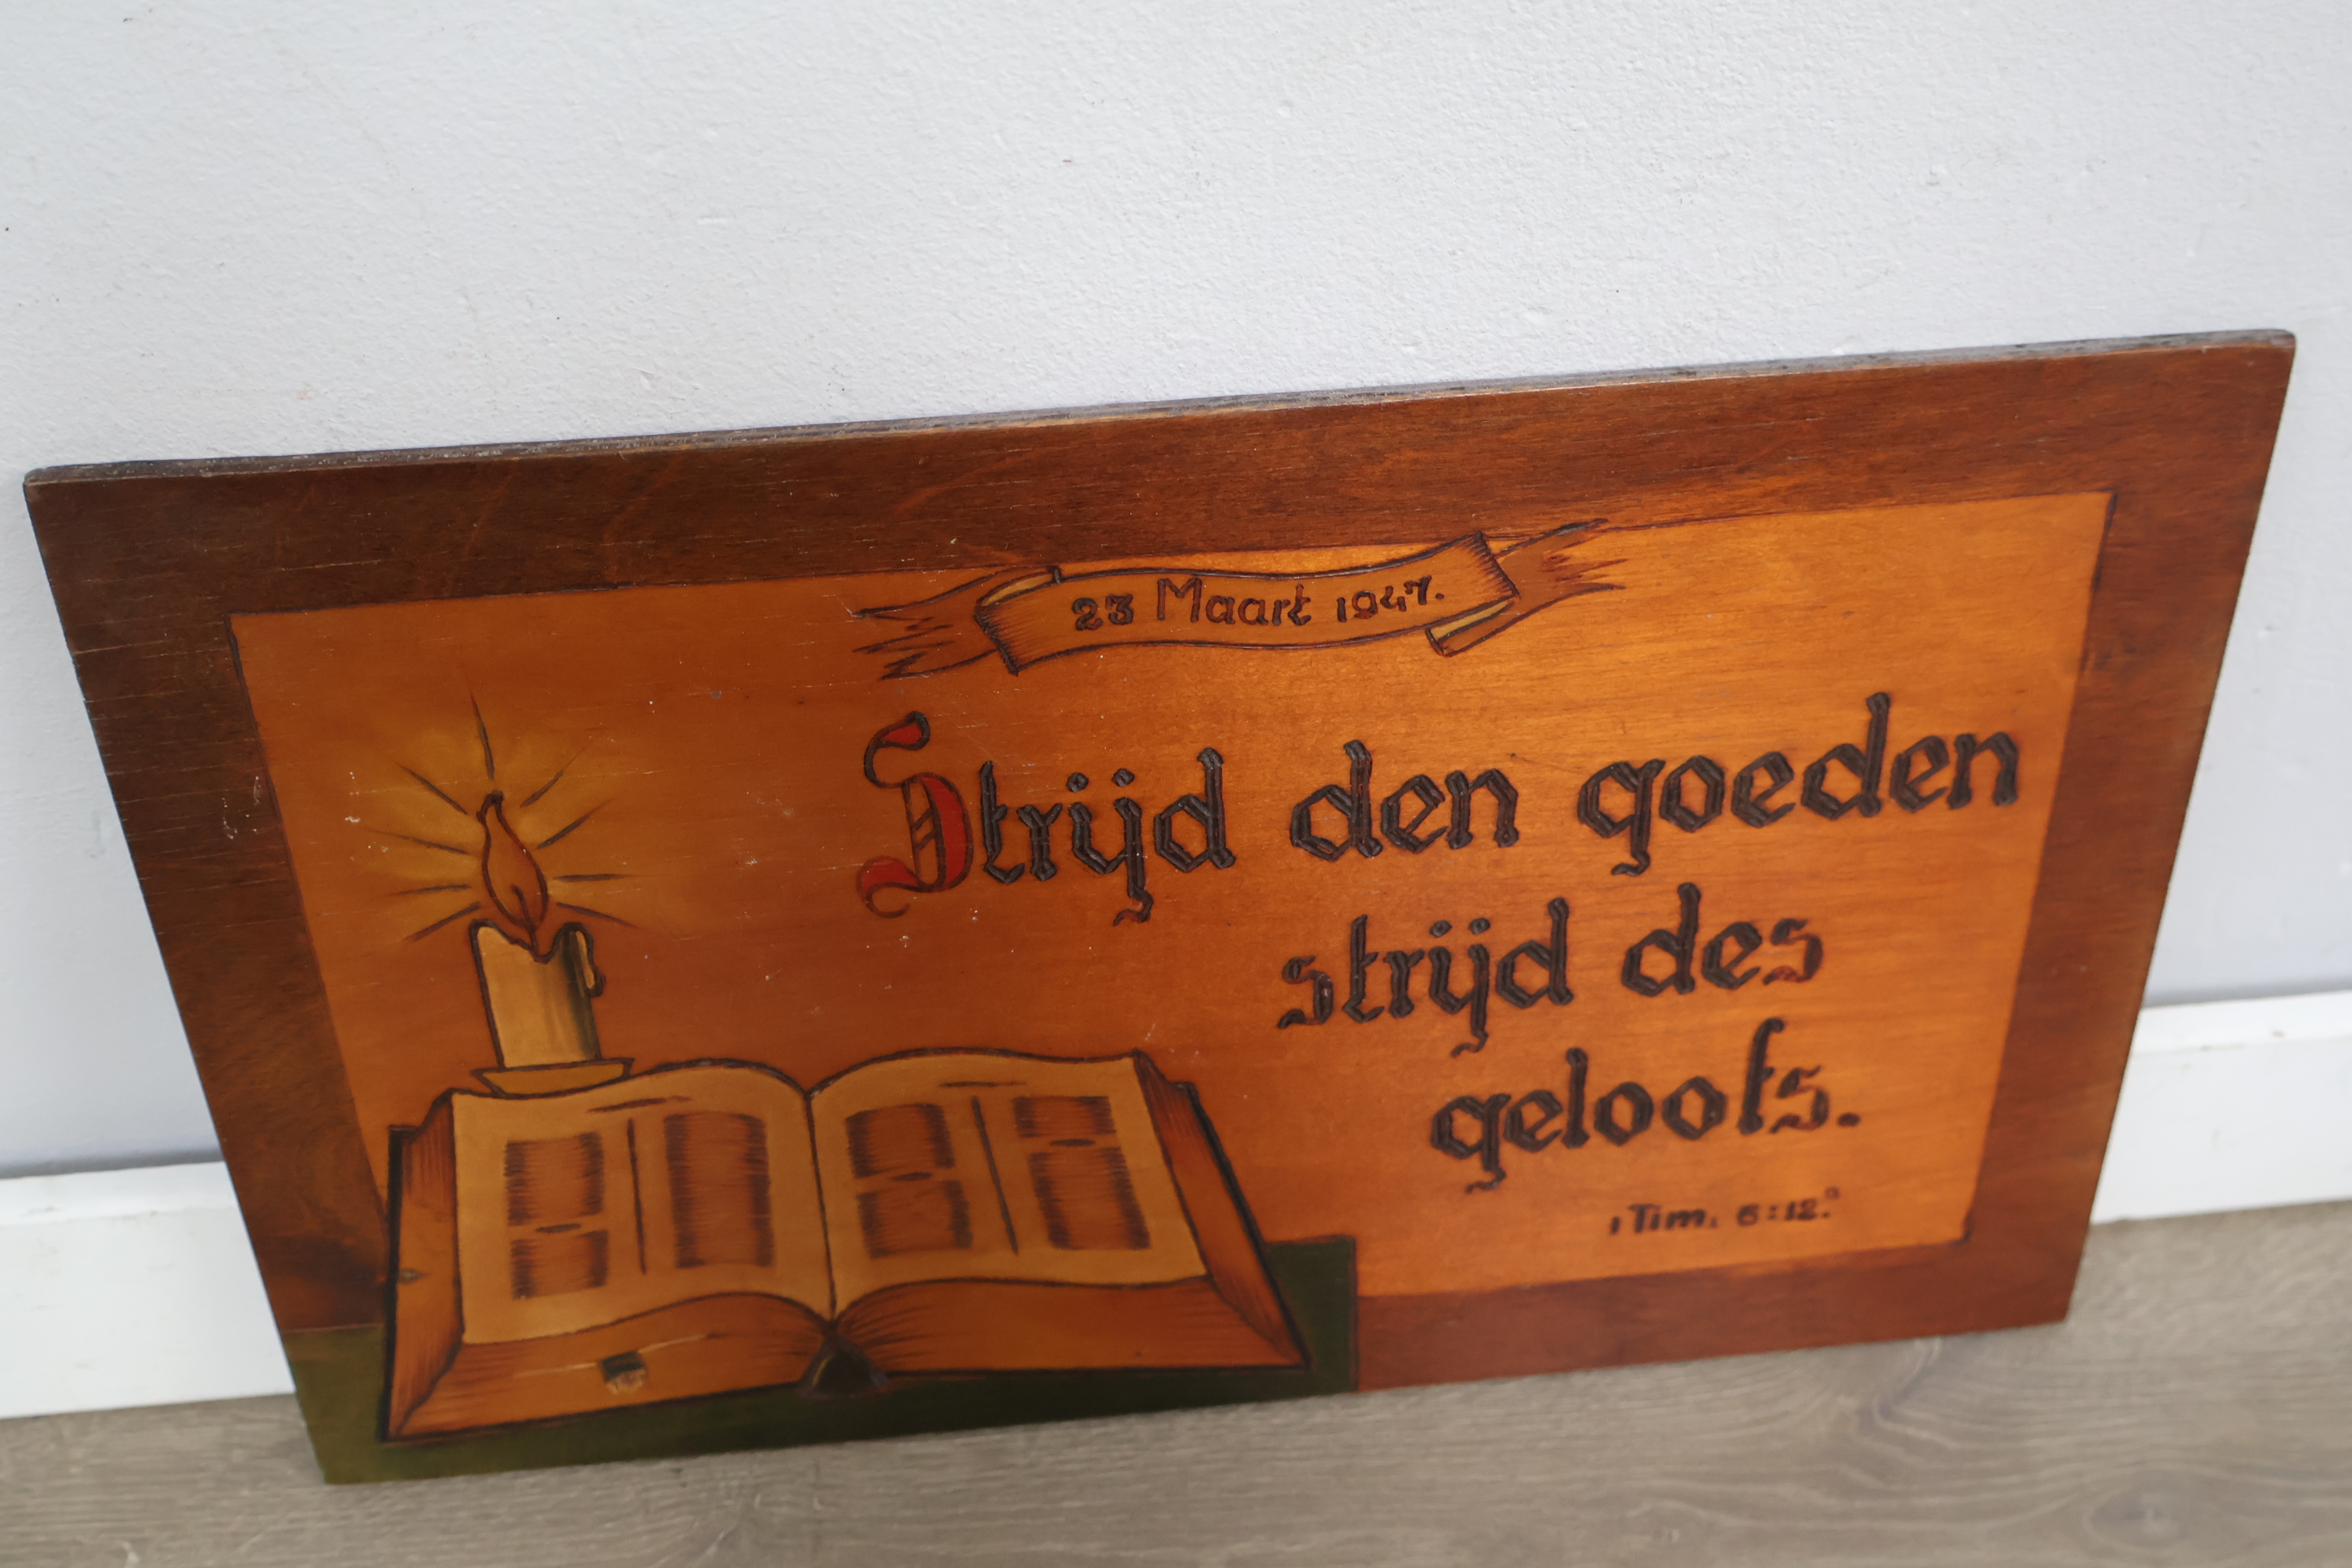 23 Maart 1947.
Strijd den goeden
strijd des
geloofs.
1 Tim. 6:12.ª